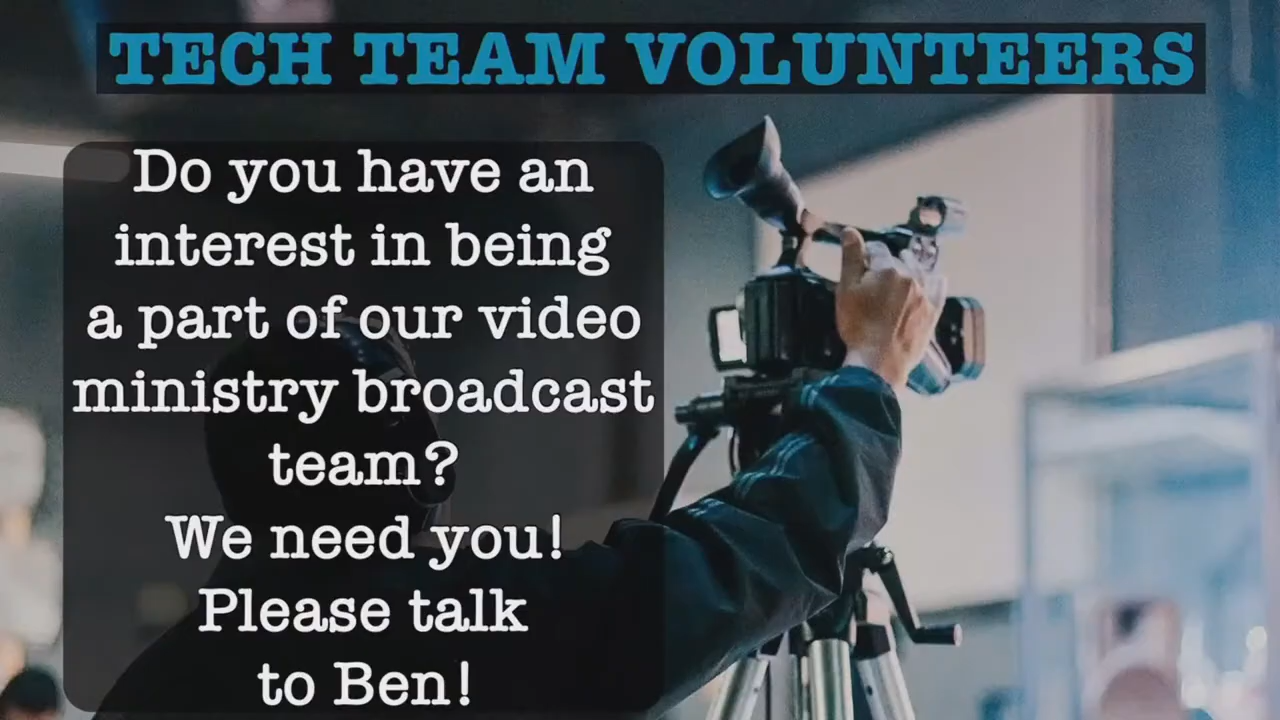 TECH TEAM VOLUNTEERS
Do you have an
interest in being
a part of our video
ministry broadcast
team?
We need you!
Please talk
to Ben!